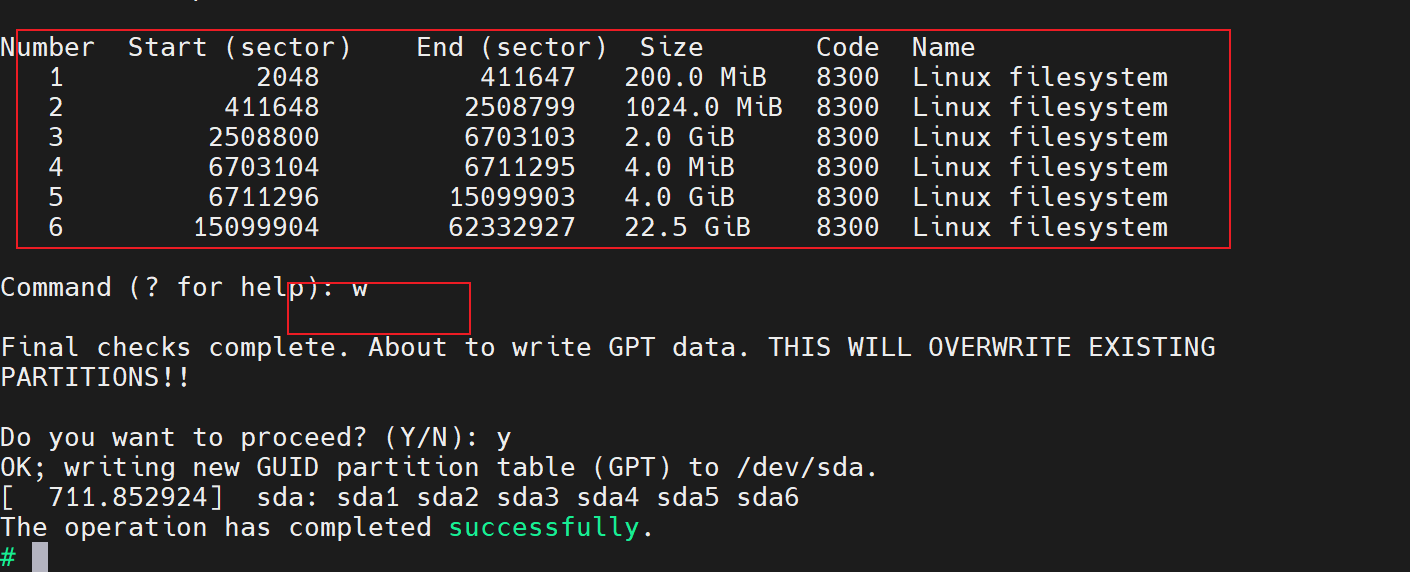 Number  Start (sector)    End (sector)  Size       Code  Name
   1            2048          411647   200.0 MiB   8300  Linux filesystem
   2          411648         2508799   1024.0 MiB  8300  Linux filesystem
   3         2508800         6703103   2.0 GiB     8300  Linux filesystem
   4         6703104         6711295   4.0 MiB     8300  Linux filesystem
   5         6711296        15099903   4.0 GiB     8300  Linux filesystem
   6        15099904        62332927   22.5 GiB    8300  Linux filesystem
Command (? for help): w
Final checks complete. About to write GPT data. THIS WILL OVERWRITE EXISTING
PARTITIONS!!
Do you want to proceed? (Y/N): y
OK; writing new GUID partition table (GPT) to /dev/sda.
[  711.852924]  sda: sda1 sda2 sda3 sda4 sda5 sda6
The operation has completed successfully.
#